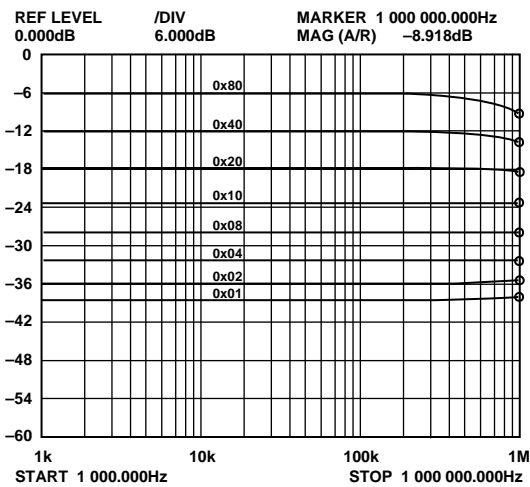 REF LEVEL /DIV MARKER 1 000 000.000Hz
0.000dB 6.000dB MAG (A/R) –8.918dB
0
0x80
–6
0x40
–12
0x20
–18
0x10
–24
0x08
–30
0x04
0x02
–36
0x01
–42
–48
–54
–60
1k 10k 100k 1M
START 1 000.000Hz STOP 1 000 000.000Hz